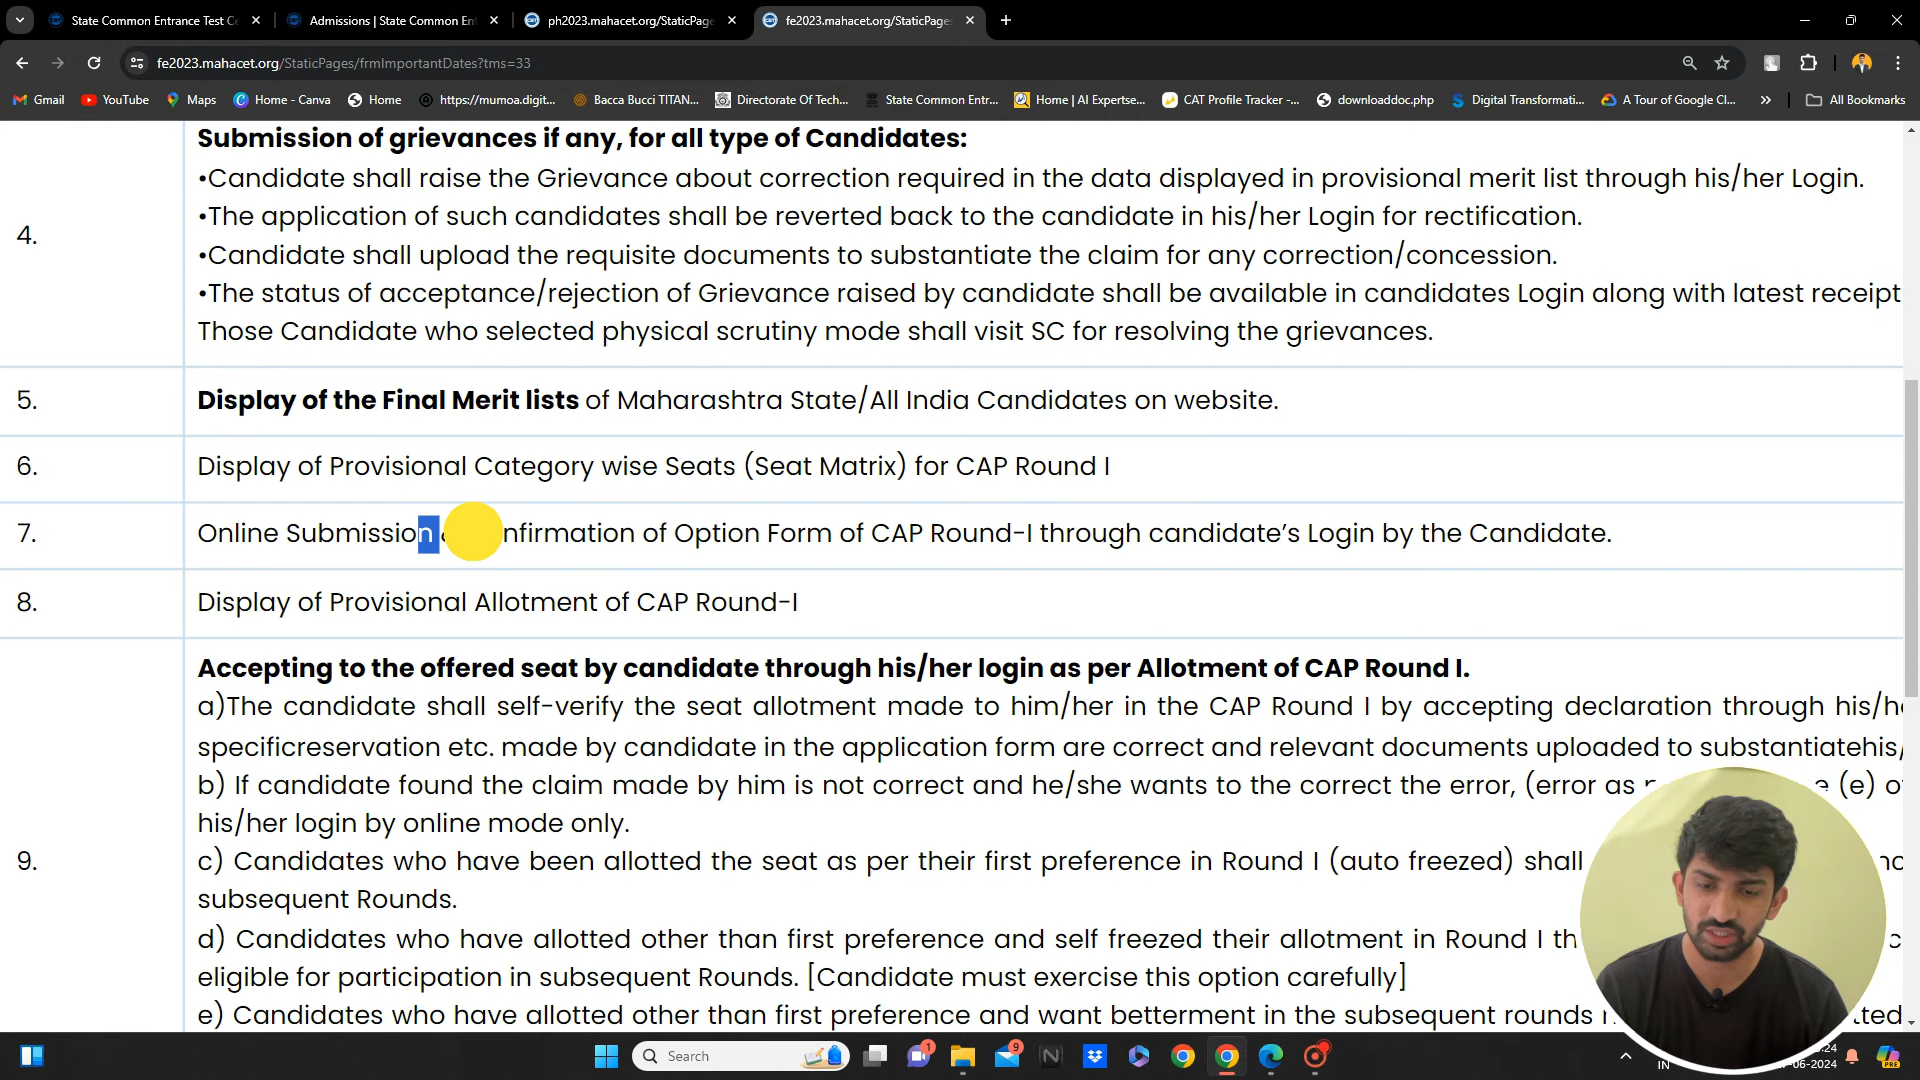 State Common Entrance Test Ce
Admissions | State Common En
ph2023.mahacet.org/StaticPage
fe2023.mahacet.org/StaticPages
fe2023.mahacet.org/StaticPages/frmImportantDates?tms=33
Gmail
YouTube
Maps
Home - Canva
Home
https://mumoa.digit...
Bacca Bucci TITAN...
Directorate Of Tech...
State Common Entr...
Home | AI Expertse...
CAT Profile Tracker -...
downloaddoc.php
Digital Transformati...
A Tour of Google Cl...
All Bookmarks
4.
Submission of grievances if any, for all type of Candidates:
•Candidate shall raise the Grievance about correction required in the data displayed in provisional merit list through his/her Login.
•The application of such candidates shall be reverted back to the candidate in his/her Login for rectification.
•Candidate shall upload the requisite documents to substantiate the claim for any correction/concession.
•The status of acceptance/rejection of Grievance raised by candidate shall be available in candidates Login along with latest receipt
Those Candidate who selected physical scrutiny mode shall visit SC for resolving the grievances.
5.
Display of the Final Merit lists of Maharashtra State/All India Candidates on website.
6.
Display of Provisional Category wise Seats (Seat Matrix) for CAP Round I
7.
Online Submission nfirmation of Option Form of CAP Round-I through candidate's Login by the Candidate.
8.
Display of Provisional Allotment of CAP Round-I
9.
Accepting to the offered seat by candidate through his/her login as per Allotment of CAP Round I.
a)The candidate shall self-verify the seat allotment made to him/her in the CAP Round I by accepting declaration through his/h
specificreservation etc. made by candidate in the application form are correct and relevant documents uploaded to substantiatehis/
b) If candidate found the claim made by him is not correct and he/she wants to the correct the error, (error as (e) o
his/her login by online mode only.
c) Candidates who have been allotted the seat as per their first preference in Round I (auto freezed) shall
subsequent Rounds.
d) Candidates who have allotted other than first preference and self freezed their allotment in Round I th
eligible for participation in subsequent Rounds. [Candidate must exercise this option carefully]
e) Candidates who have allotted other than first preference and want betterment in the subsequent rounds tted
Search
1
9
IN
-06-2024